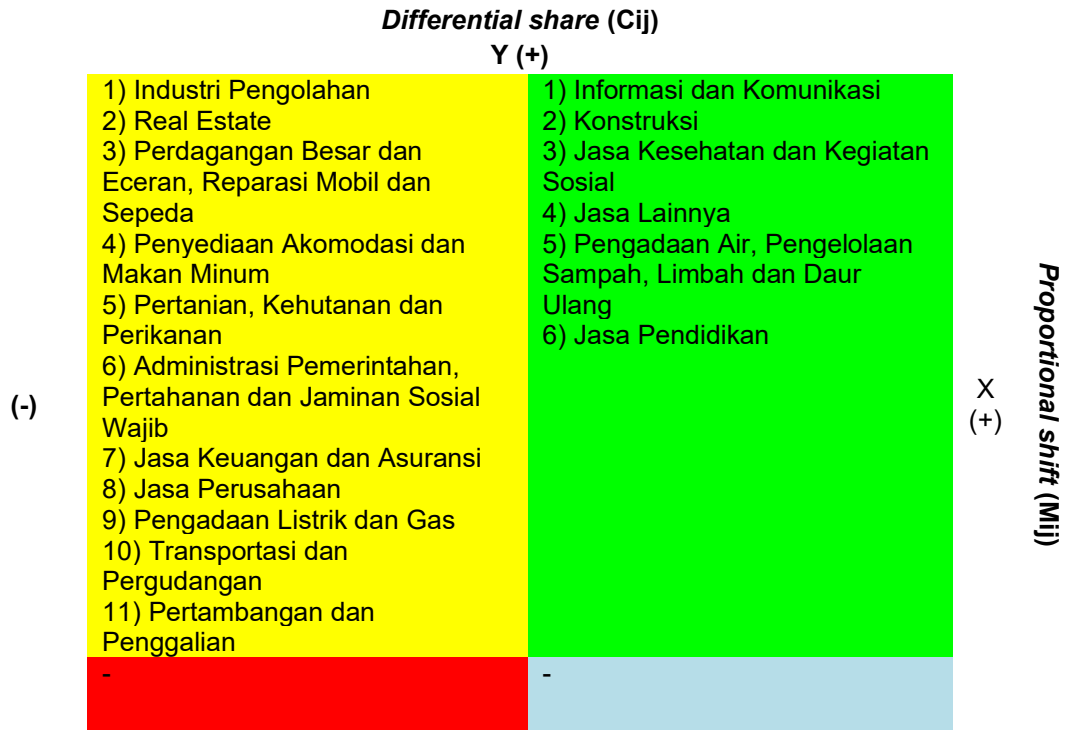 Differential share (Cij)
Y (+)
1) Industri Pengolahan
2) Real Estate
3) Perdagangan Besar dan
Eceran, Reparasi Mobil dan
Sepeda
4) Penyediaan Akomodasi dan
Makan Minum
5) Pertanian, Kehutanan dan
Perikanan
6) Administrasi Pemerintahan,
Pertahanan dan Jaminan Sosial
Wajib
7) Jasa Keuangan dan Asuransi
8) Jasa Perusahaan
9) Pengadaan Listrik dan Gas
10) Transportasi dan
Pergudangan
11) Pertambangan dan
Penggalian
1) Informasi dan Komunikasi
2) Konstruksi
3) Jasa Kesehatan dan Kegiatan
Sosial
4) Jasa Lainnya
5) Pengadaan Air, Pengelolaan
Sampah, Limbah dan Daur
Ulang
6) Jasa Pendidikan
(-)
X
(+)
Proportional shift (Mij)
-
-